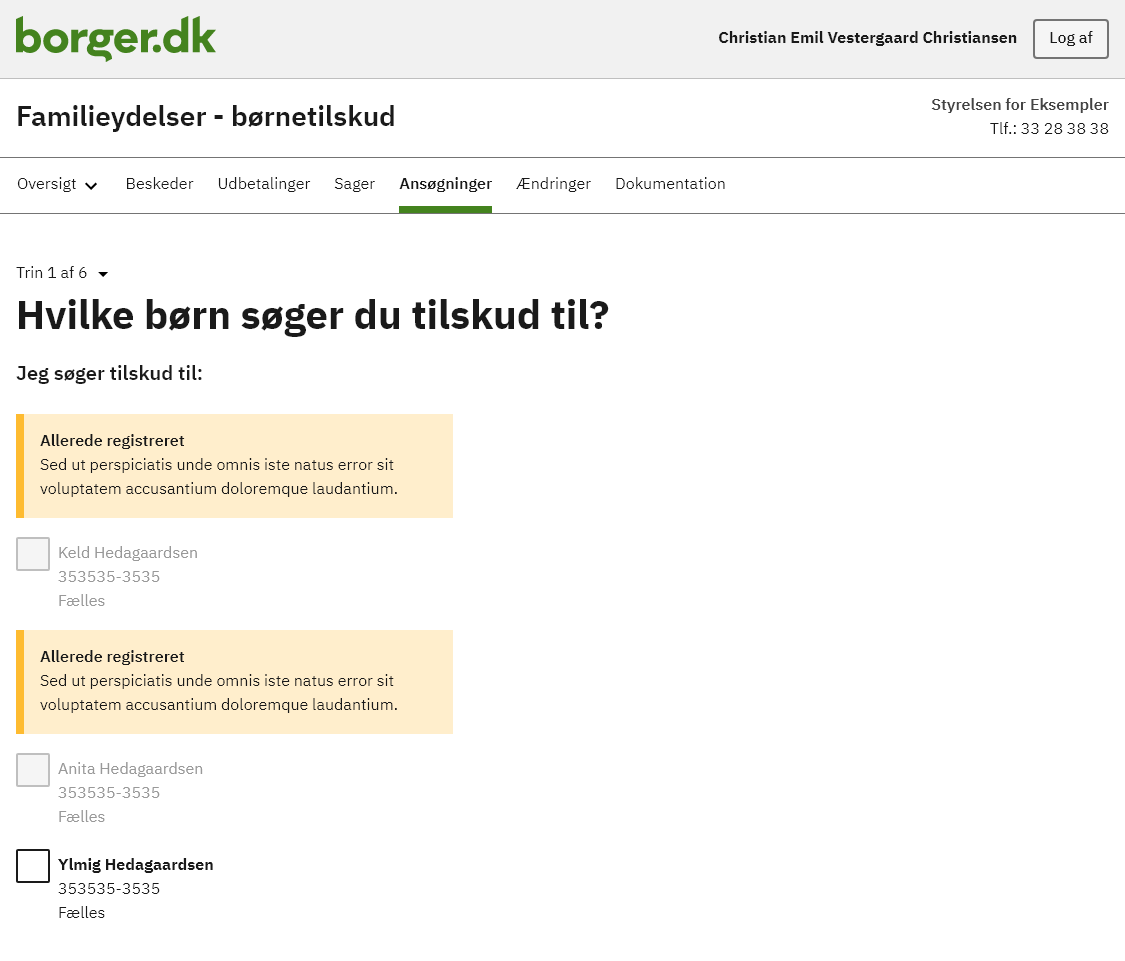 borger.dk
Christian Emil Vestergaard Christiansen
Log af
Familieydelser - børnetilskud
Styrelsen for Eksempler
Tlf.: 33 28 38 38
Oversigt Beskeder Udbetalinger Sager Ansøgninger Ændringer Dokumentation
Trin 1 af 6
Hvilke børn søger du tilskud til?
Jeg søger tilskud til:
Allerede registreret
Sed ut perspiciatis unde omnis iste natus error sit
voluptatem accusantium doloremque laudantium.
Keld Hedagaardsen
353535-3535
Fælles
Allerede registreret
Sed ut perspiciatis unde omnis iste natus error sit
voluptatem accusantium doloremque laudantium.
Anita Hedagaardsen
353535-3535
Fælles
Ylmig Hedagaardsen
353535-3535
Fælles